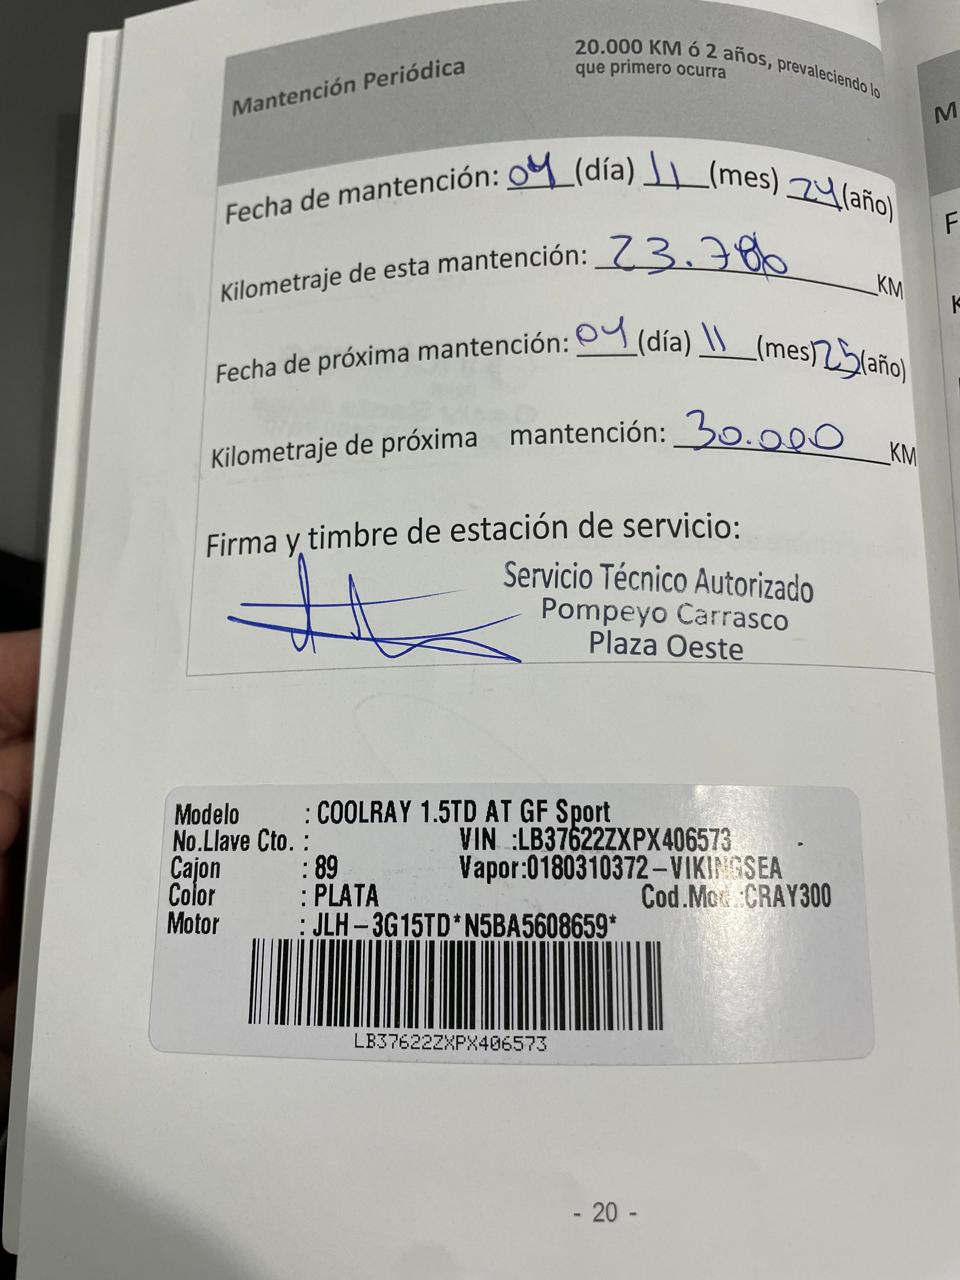 Mantención Periódica
20.000 KM ó 2 años, prevaleciendo lo
que primero ocurra
Fecha de mantención: 04 (día) 11 (mes) 24 (año)
Kilometraje de esta mantención: 23.786 KM
Fecha de próxima mantención: 04 (día) 11 (mes) 25 (año)
Kilometraje de próxima mantención: 30.000 KM
Firma y timbre de estación de servicio:
Servicio Técnico Autorizado
Pompeyo Carrasco
Plaza Oeste
Modelo : COOLRAY 1.5TD AT GF Sport
No.Llave Cto. : VIN :LB37622ZXPX406573
Cajon : 89 Vapor:0180310372-VIKINGSEA
Color : PLATA Cod.Mod :CRAY300
Motor : JLH-3G15TD*N5BA5608659*
LB37622ZXPX406573
- 20 -
M
F
K